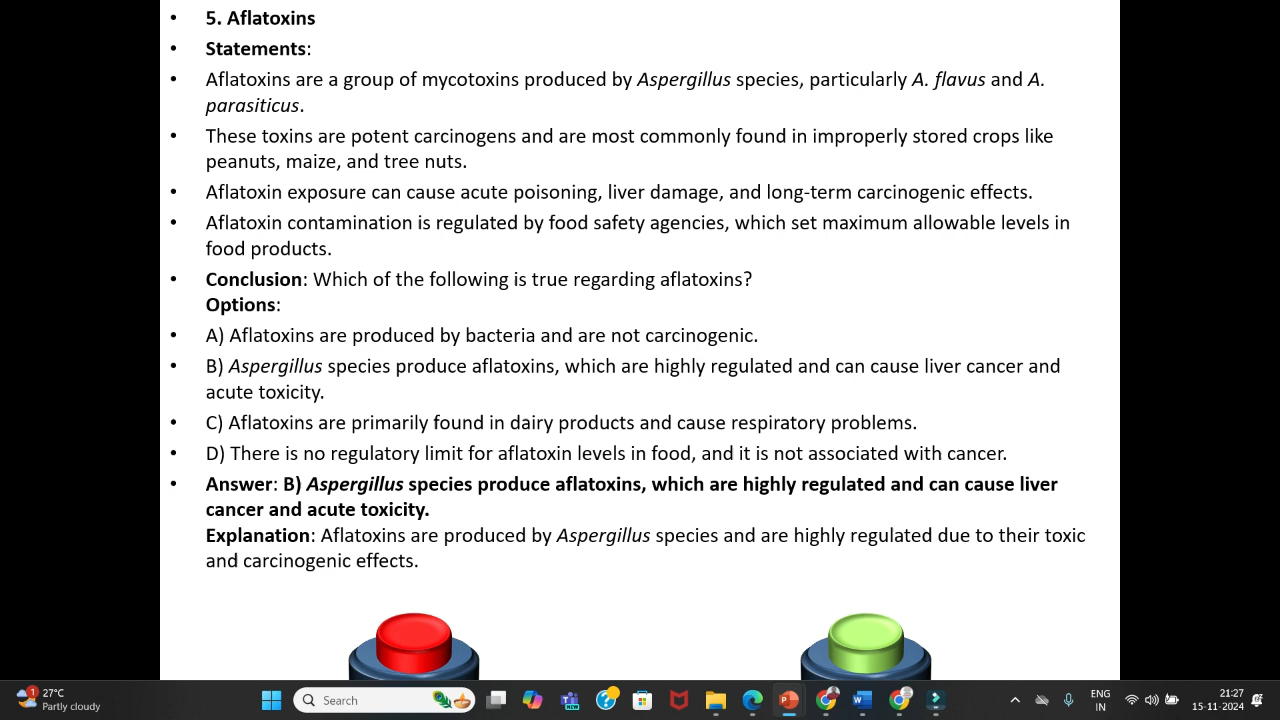 • 5. Aflatoxins
• Statements:
• Aflatoxins are a group of mycotoxins produced by Aspergillus species, particularly A. flavus and A.
parasiticus.
• These toxins are potent carcinogens and are most commonly found in improperly stored crops like
peanuts, maize, and tree nuts.
• Aflatoxin exposure can cause acute poisoning, liver damage, and long-term carcinogenic effects.
• Aflatoxin contamination is regulated by food safety agencies, which set maximum allowable levels in
food products.
• Conclusion: Which of the following is true regarding aflatoxins?
Options:
• A) Aflatoxins are produced by bacteria and are not carcinogenic.
• B) Aspergillus species produce aflatoxins, which are highly regulated and can cause liver cancer and
acute toxicity.
• C) Aflatoxins are primarily found in dairy products and cause respiratory problems.
• D) There is no regulatory limit for aflatoxin levels in food, and it is not associated with cancer.
• Answer: B) Aspergillus species produce aflatoxins, which are highly regulated and can cause liver
cancer and acute toxicity.
Explanation: Aflatoxins are produced by Aspergillus species and are highly regulated due to their toxic
and carcinogenic effects.
1
27°C
Partly cloudy
Search
ENG
IN
21:27
15-11-2024